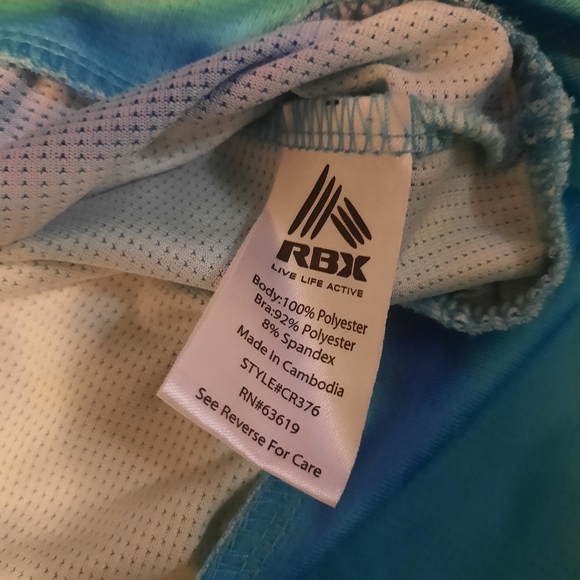 RBX
LIVE LIFE ACTIVE
Body:100% Polyester
Bra:92% Polyester
8% Spandex
Made In Cambodia
STYLE#CR376
RN#63619
See Reverse For Care